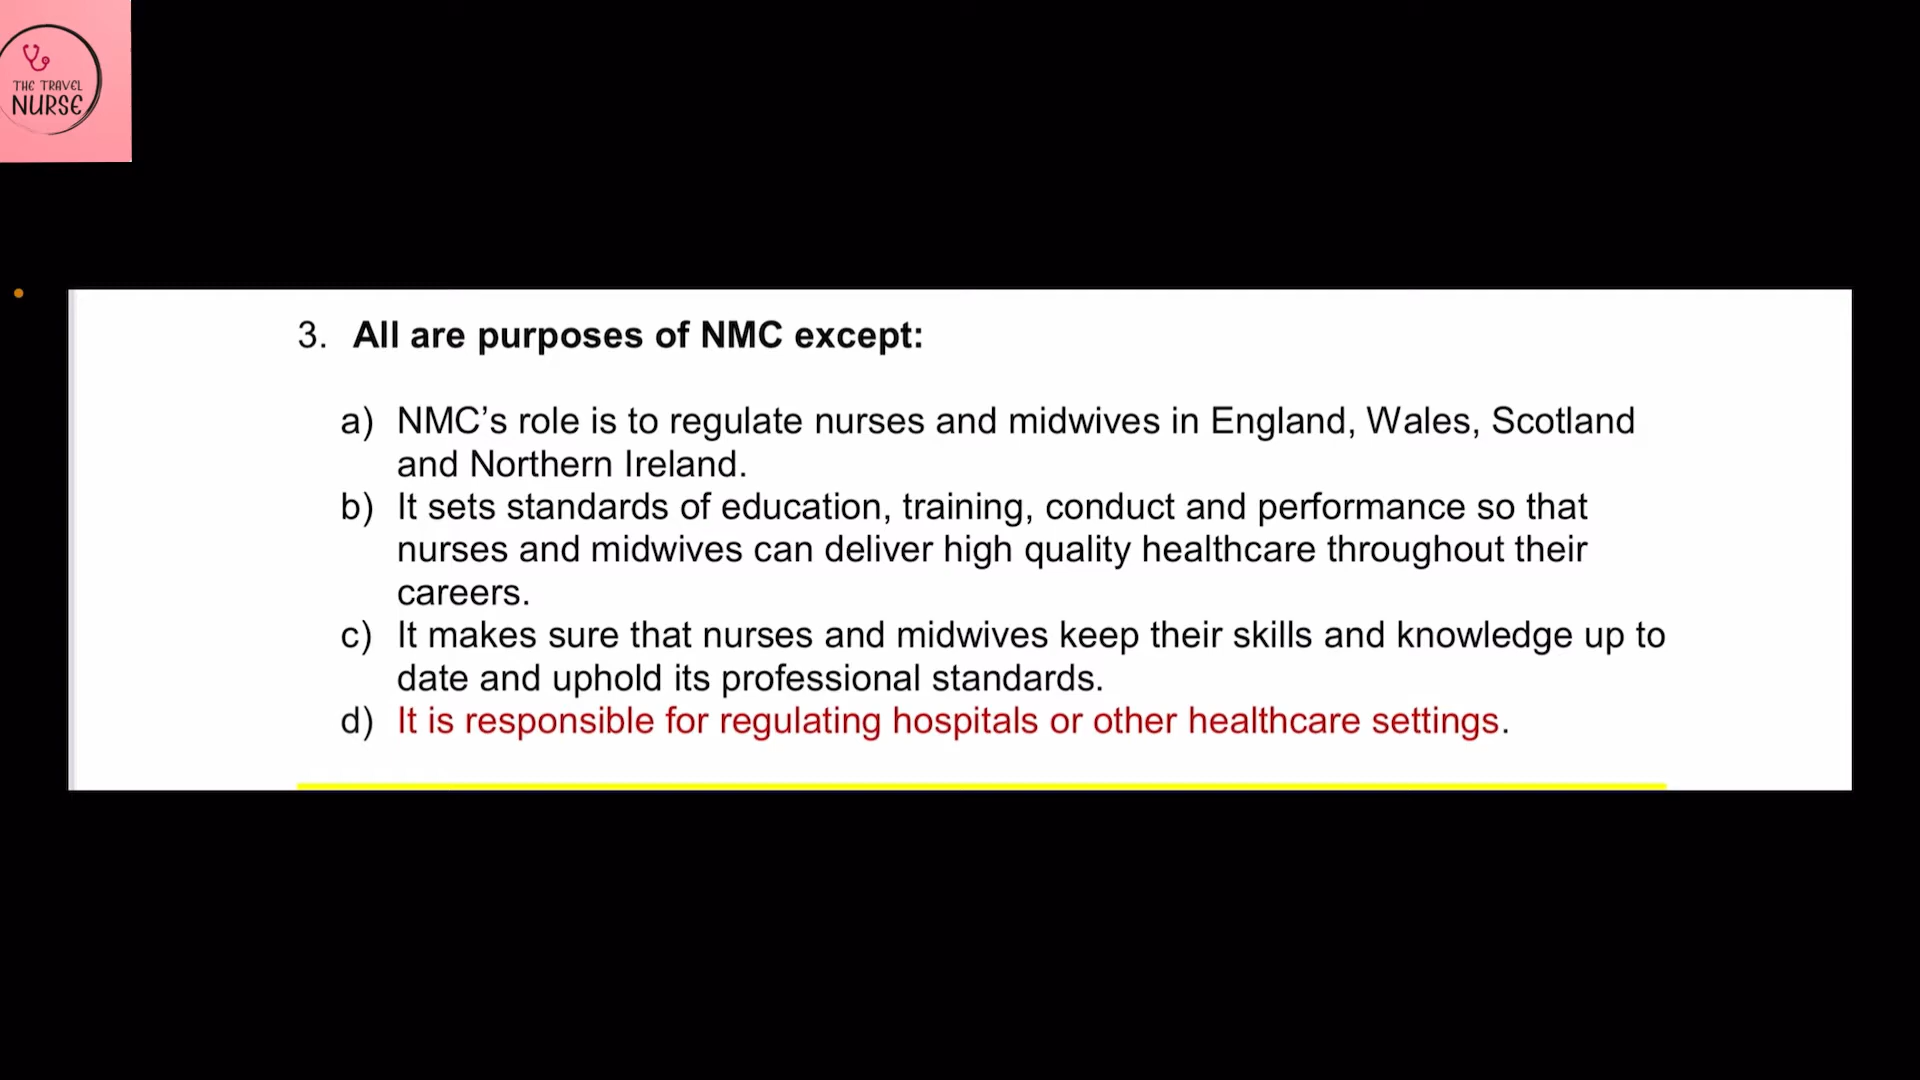 THE TRAVEL
NURSE
3. All are purposes of NMC except:
a) NMC’s role is to regulate nurses and midwives in England, Wales, Scotland
and Northern Ireland.
b) It sets standards of education, training, conduct and performance so that
nurses and midwives can deliver high quality healthcare throughout their
careers.
c) It makes sure that nurses and midwives keep their skills and knowledge up to
date and uphold its professional standards.
d) It is responsible for regulating hospitals or other healthcare settings.